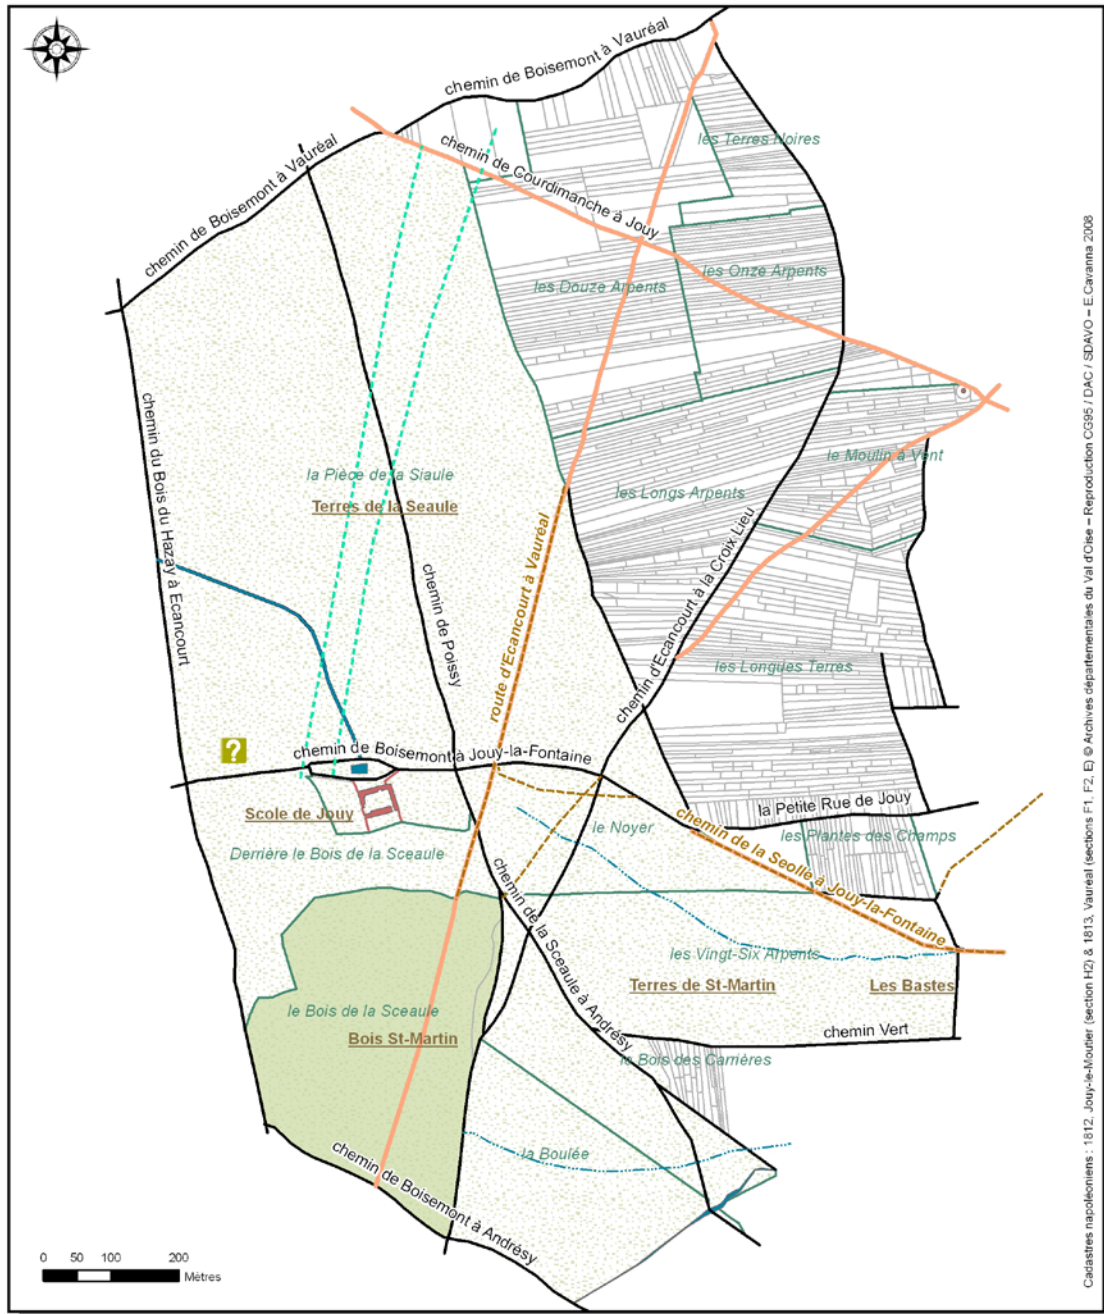 chemin de Boisemont à Vauréal
chemin de Boisemont à Vauréal
les Terres Noires
chemin de Courdimanche à Jouy
les Onze Arpents
les Douze Arpents
chemin du Bois du Hazay à Ecancourt
la Pièce de la Siaule
Terres de la Seaule
le Moulin à Vent
les Longs Arpents
route d'Ecancourt à Vauréal
chemin d'Ecancourt à la Croix Lieu
chemin de Poissy
les Longues Terres
?
chemin de Boisemont à Jouy-la-Fontaine
Scole de Jouy
la Petite Rue de Jouy
le Noyer
chemin de la Seolle à Jouy-la-Fontaine
les Plantes des Champs
Derrière le Bois de la Sceaule
chemin de la Sceaule à Andrésy
les Vingt-Six Arpents
Terres de St-Martin
Les Bastes
le Bois de la Sceaule
Bois St-Martin
chemin Vert
le Bois des Carrières
la Boulée
chemin de Boisemont à Andrésy
0 50 100 200
Mètres
Cadastres napoléoniens : 1812, Jouy-le-Moutier (section H2) & 1813, Vauréal (sections F1, F2, E) © Archives départementales du Val d'Oise – Reproduction CG95 / DAC / SDAVO – E.Cavanna 2008